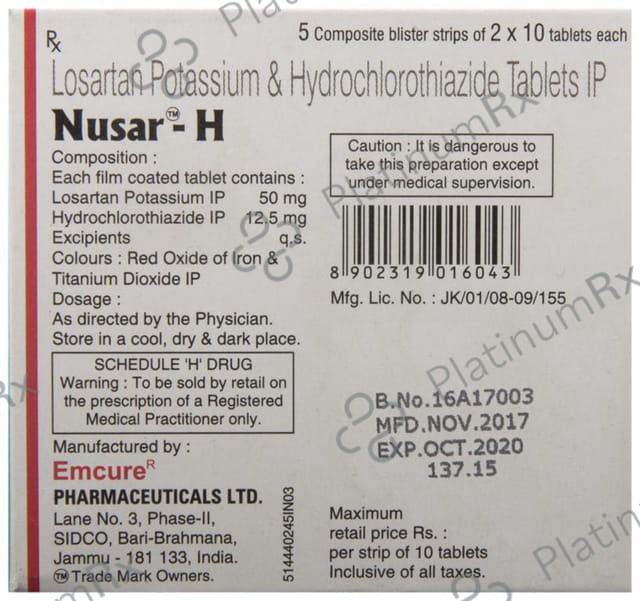 Rx
5 Composite blister strips of 2 x 10 tablets each
Losartan Potassium & Hydrochlorothiazide Tablets IP
Nusar™- H
Composition :
Each film coated tablet contains :
Losartan Potassium IP 50 mg
Hydrochlorothiazide IP 12.5 mg
Excipients q.s.
Colours : Red Oxide of Iron &
Titanium Dioxide IP
Dosage :
As directed by the Physician.
Store in a cool, dry & dark place.
SCHEDULE 'H' DRUG
Warning : To be sold by retail on
the prescription of a Registered
Medical Practitioner only.
Manufactured by :
Emcure R
PHARMACEUTICALS LTD.
Lane No. 3, Phase-II,
SIDCO, Bari-Brahmana,
Jammu - 181 133, India.
TM Trade Mark Owners.
514440245IN03
Caution : It is dangerous to
take this preparation except
under medical supervision.
8 902319 016043
Mfg. Lic. No. : JK/01/08-09/155
B.No.16A17003
MFD.NOV.2017
EXP.OCT.2020
137.15
Maximum
retail price Rs. :
per strip of 10 tablets
Inclusive of all taxes.
PlatinumRx
PlatinumRx
PlatinumRx